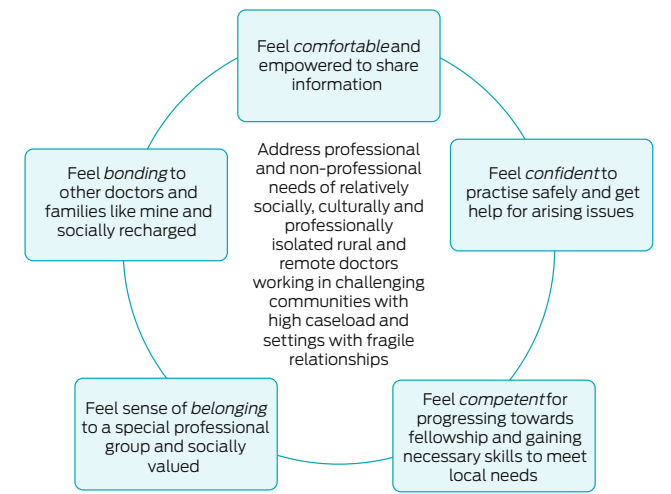 Feel comfortable and
empowered to share
information
Feel confident to
practise safely and get
help for arising issues
Feel competent for
progressing towards
fellowship and gaining
necessary skills to meet
local needs
Feel sense of belonging
to a special professional
group and socially
valued
Feel bonding to
other doctors and
families like mine and
socially recharged
Address professional
and non-professional
needs of relatively
socially, culturally and
professionally
isolated rural and
remote doctors
working in challenging
communities with
high caseload and
settings with fragile
relationships